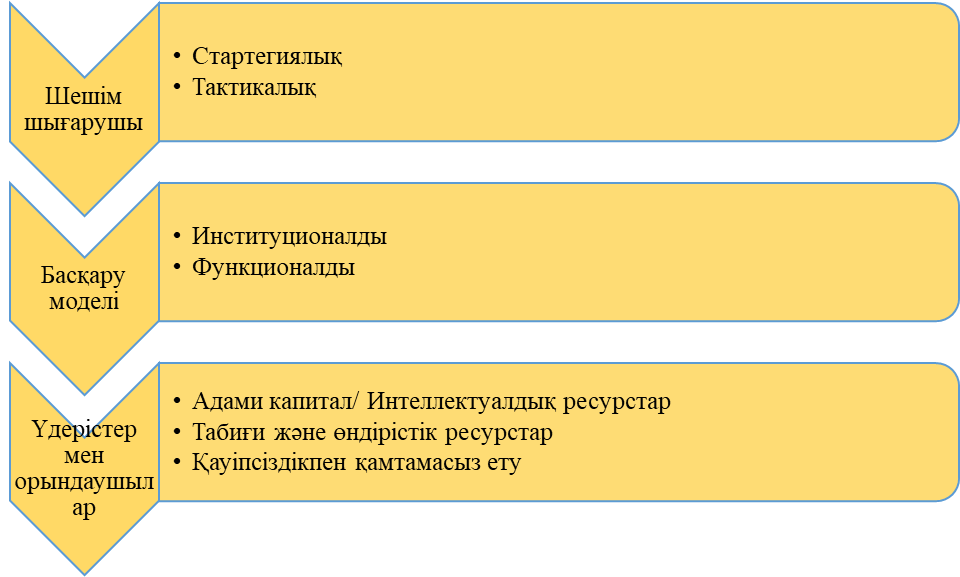 Шешім
шығарушы
• Стартегиялық
• Тактикалық
Басқару
моделі
• Институционалды
• Функционалды
Үдерістер
мен
орындаушыл
ар
• Адами капитал/ Интеллектуалдық ресурстар
• Табиғи және өндірістік ресурстар
• Қауіпсіздікпен қамтамасыз ету